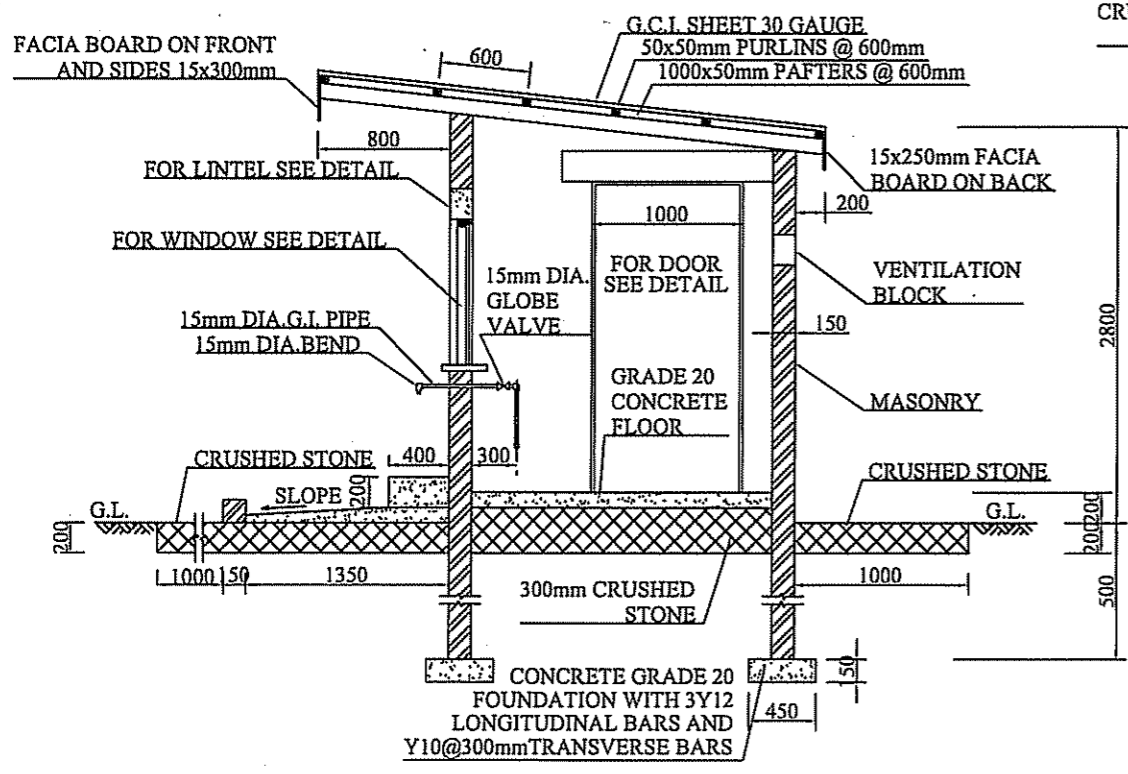 CR
G.C.I. SHEET 30 GAUGE
FACIA BOARD ON FRONT
AND SIDES 15x300mm
600
50x50mm PURLINS @ 600mm
1000x50mm PAFTERS @ 600mm
800
FOR LINTEL SEE DETAIL
15x250mm FACIA
BOARD ON BACK
1000
200
FOR WINDOW SEE DETAIL
15mm DIA.
GLOBE
VALVE
FOR DOOR
SEE DETAIL
VENTILATION
BLOCK
15mm DIA.G.I. PIPE
15mm DIA.BEND
150
2800
GRADE 20
CONCRETE
FLOOR
MASONRY
400
300
CRUSHED STONE
CRUSHED STONE
SLOPE
200
G.L.
G.L.
200
200
200
1000
150
1350
300mm CRUSHED
STONE
1000
500
CONCRETE GRADE 20
FOUNDATION WITH 3Y12
LONGITUDINAL BARS AND
Y10@300mmTRANSVERSE BARS
450
150